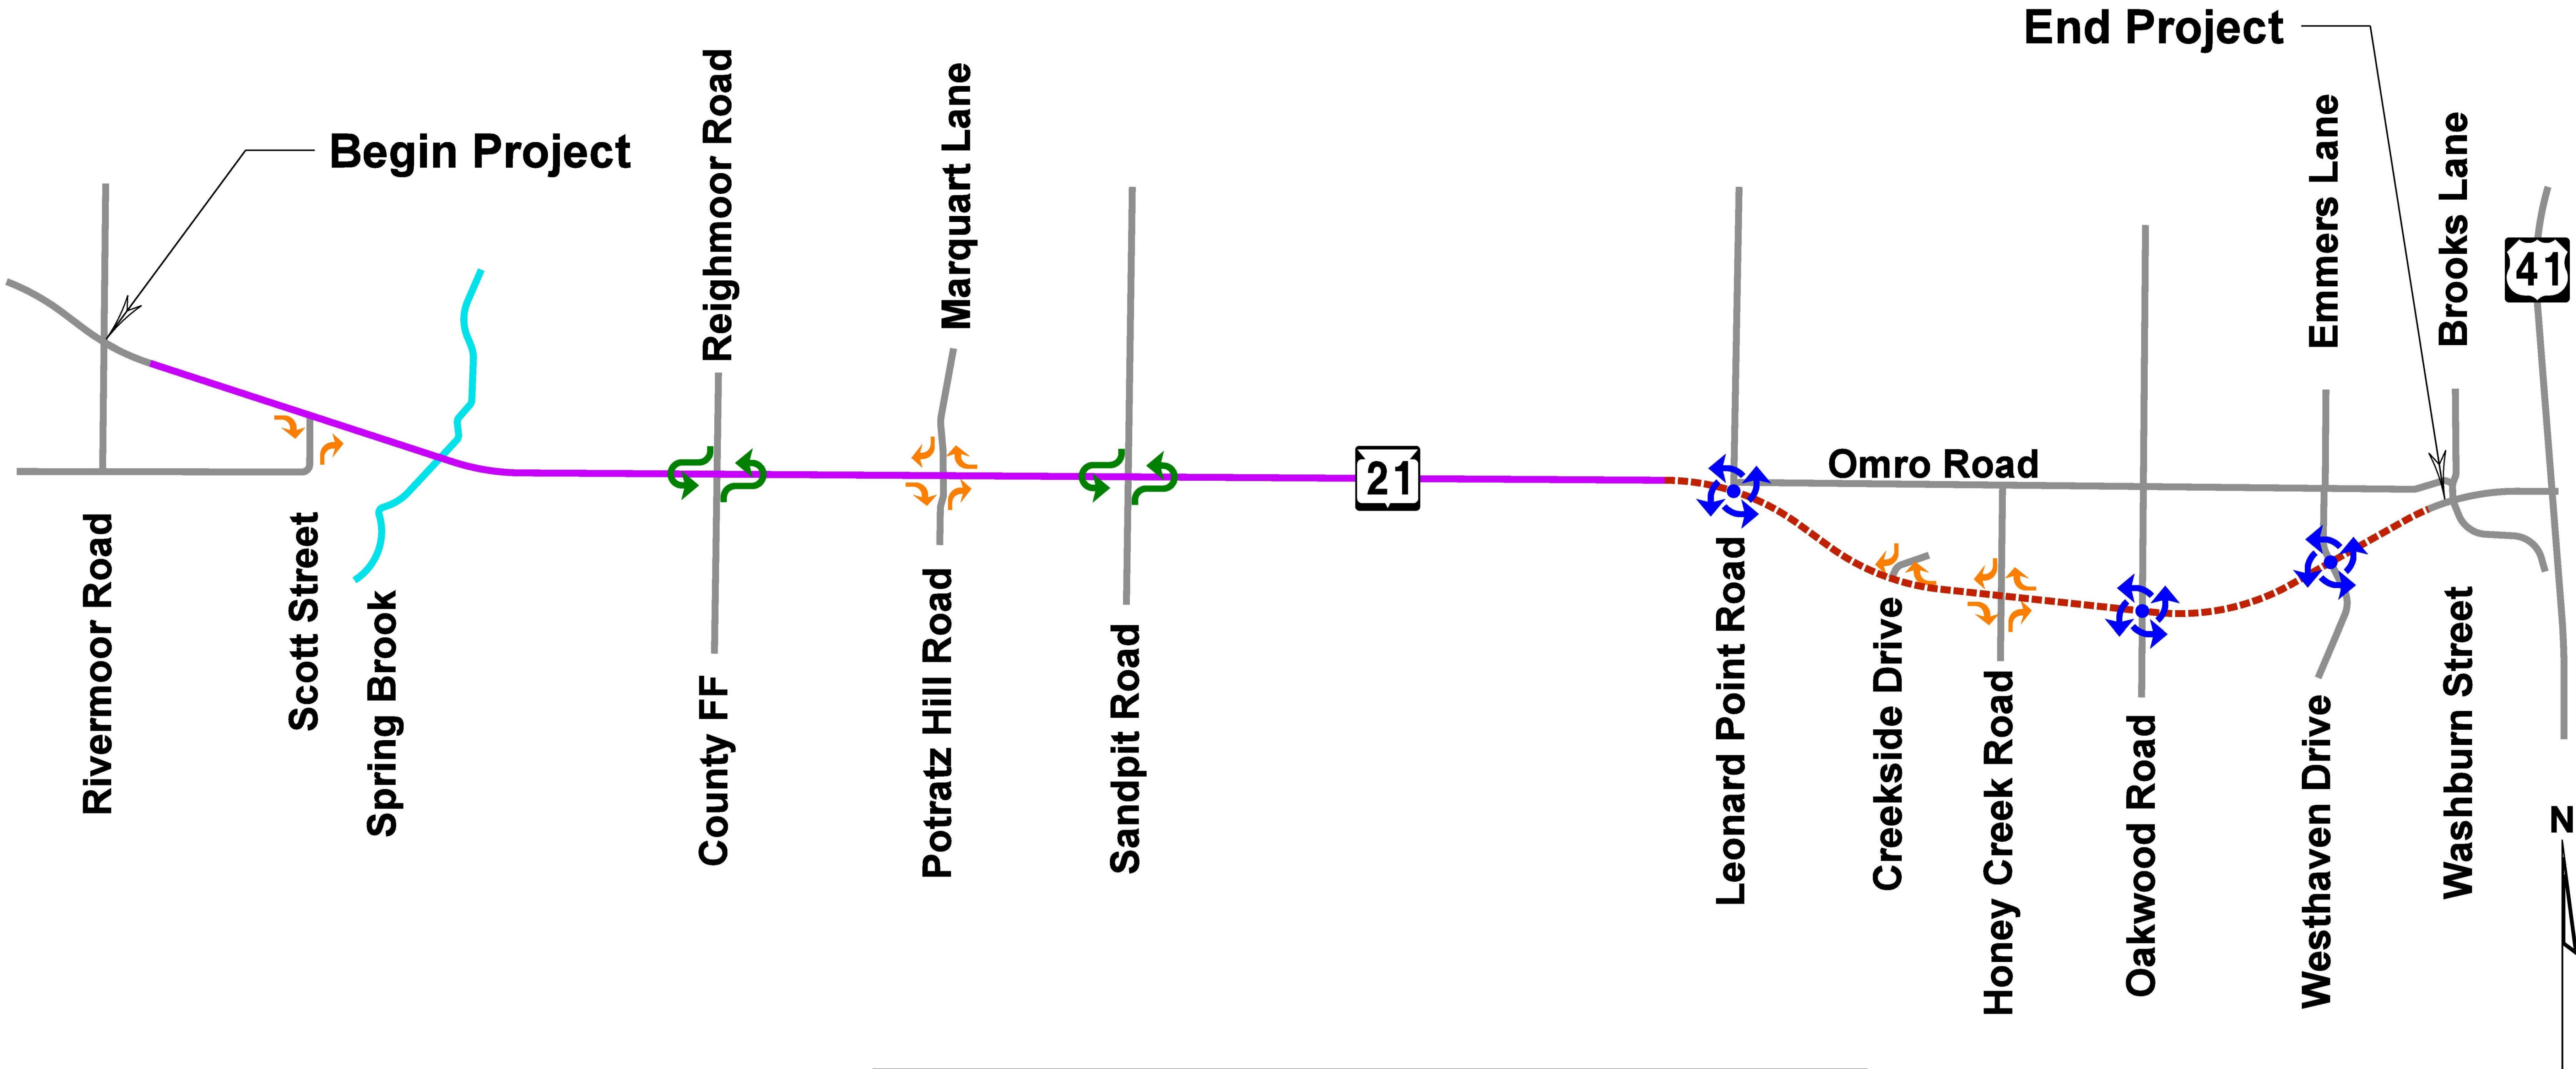 End Project
Begin Project
Reighmoor Road
Marquart Lane
Emmers Lane
Brooks Lane
41
21
Omro Road
Rivermoor Road
Scott Street
Spring Brook
County FF
Potratz Hill Road
Sandpit Road
Leonard Point Road
Creekside Drive
Honey Creek Road
Oakwood Road
Westhaven Drive
Washburn Street
N